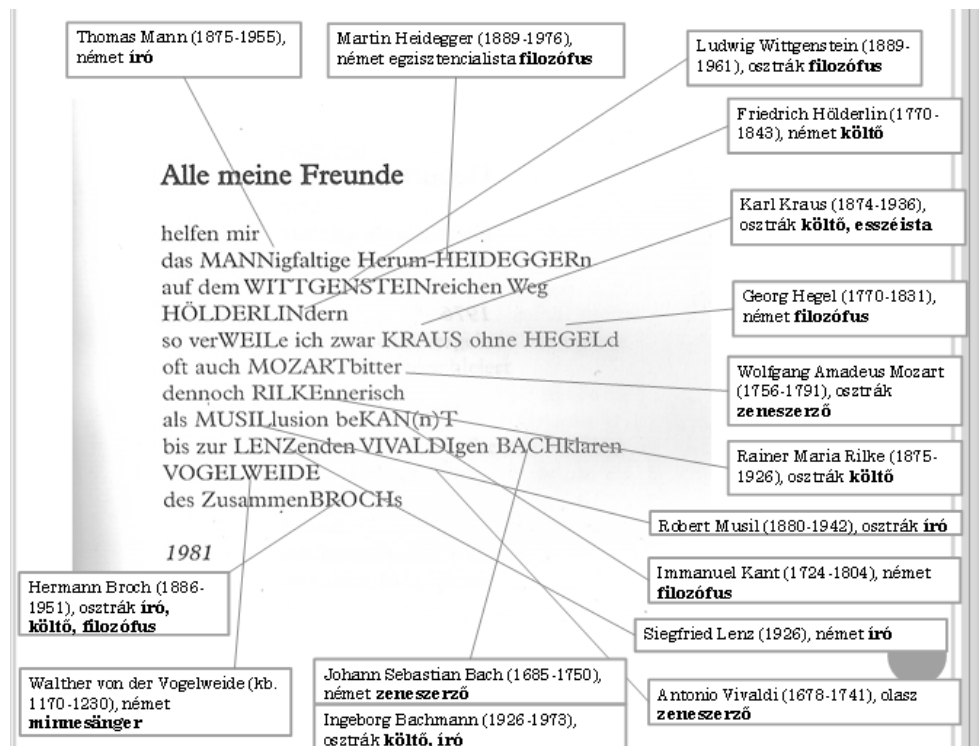 Thomas Mann (1875-1955),
német író
Martin Heidegger (1889-1976),
német egzisztencialista filozófus
Ludwig Wittgenstein (1889-
1961), osztrák filozófus
Friedrich Hölderlin (1770-
1843), német költő
Karl Kraus (1874-1936),
osztrák költő, esszéista
Georg Hegel (1770-1831),
német filozófus
Wolfgang Amadeus Mozart
(1756-1791), osztrák
zeneszerző
Rainer Maria Rilke (1875-
1926), osztrák költő
Robert Musil (1880-1942), osztrák író
Immanuel Kant (1724-1804), német
filozófus
Siegfried Lenz (1926), német író
Antonio Vivaldi (1678-1741), olasz
zeneszerző
Alle meine Freunde
helfen mir
das MANNigfaltige Herum-HEIDEGGERn
auf dem WITTGENSTEINreichen Weg
HÖLDERLINdern
so verWEILe ich zwar KRAUS ohne HEGELd
oft auch MOZARTbitter
dennoch RILKEnnerisch
als MUSILlusion beKAN(n)T
bis zur LENZenden VIVALDIgen BACHklaren
VOGELWEIDE
des ZusammenBROCHs
1981
Hermann Broch (1886-
1951), osztrák író,
költő, filozófus
Walther von der Vogelweide (kb.
1170-1230), német
minnesänger
Johann Sebastian Bach (1685-1750),
német zeneszerző
Ingeborg Bachmann (1926-1973),
osztrák költő, író